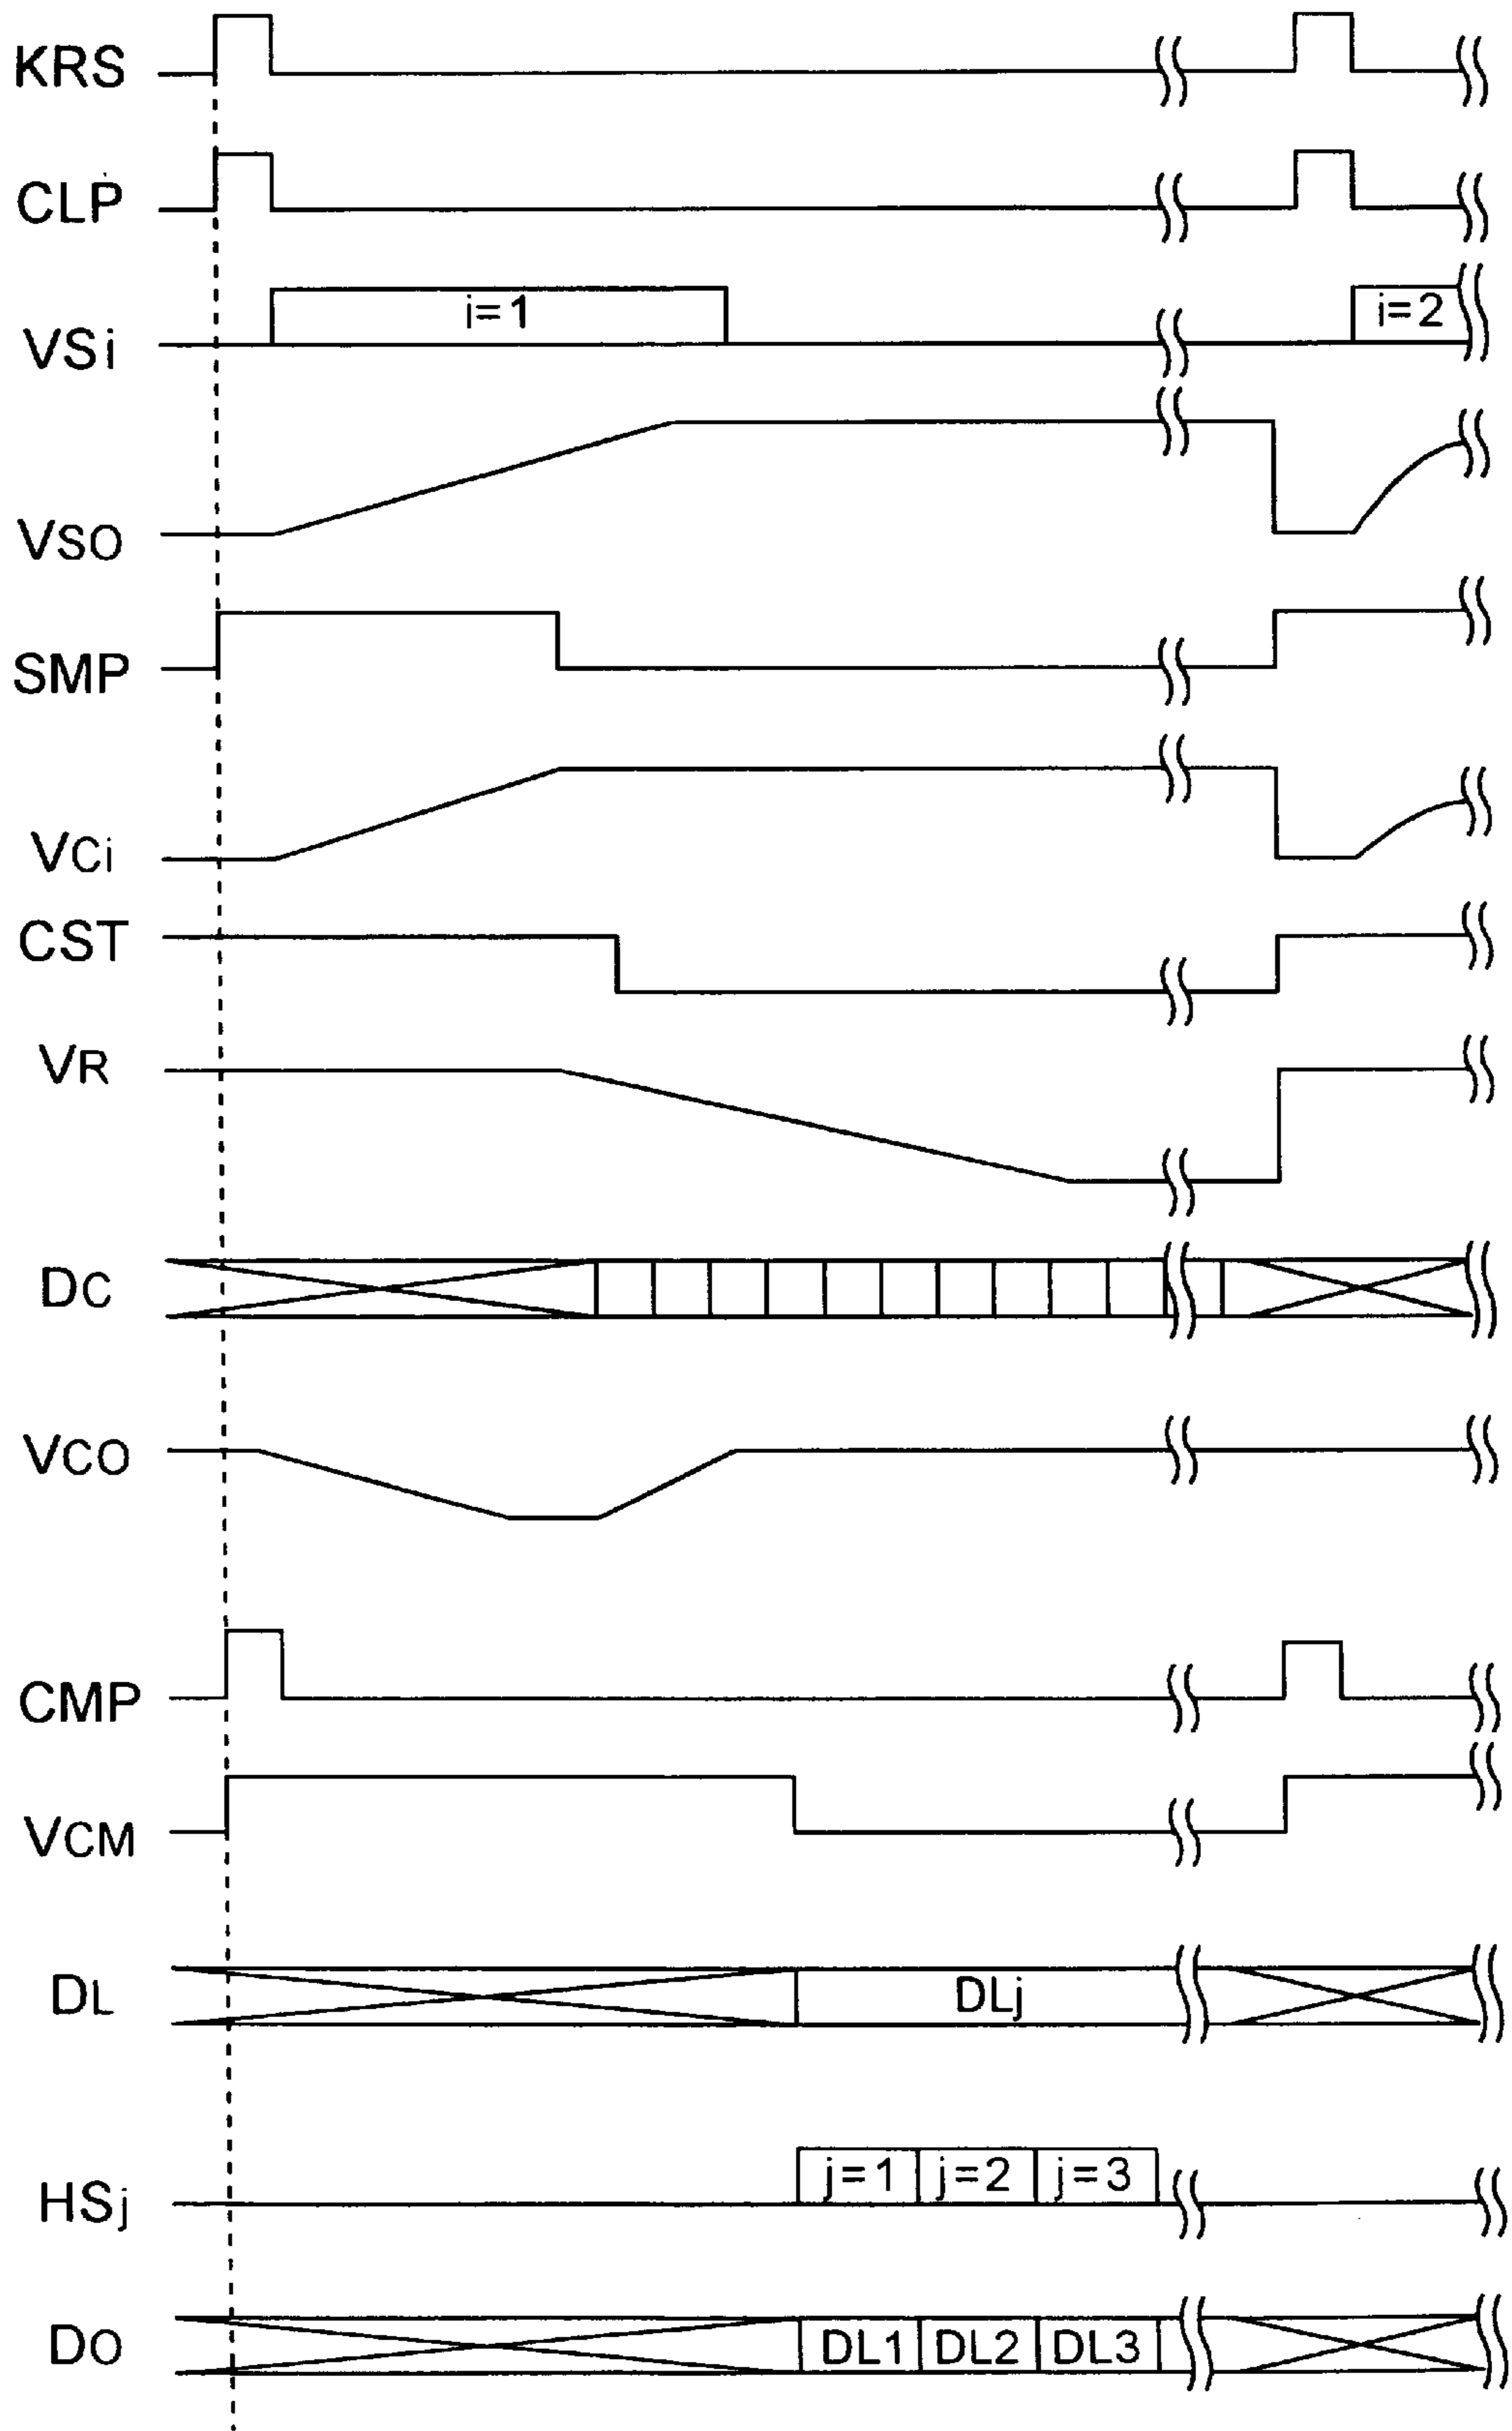 KRS
CLP
VSi
i=1
i=2
VSO
SMP
VCi
CST
VR
DC
VCO
CMP
VCM
DL
DLj
HSj
j=1
j=2
j=3
DO
DL1
DL2
DL3